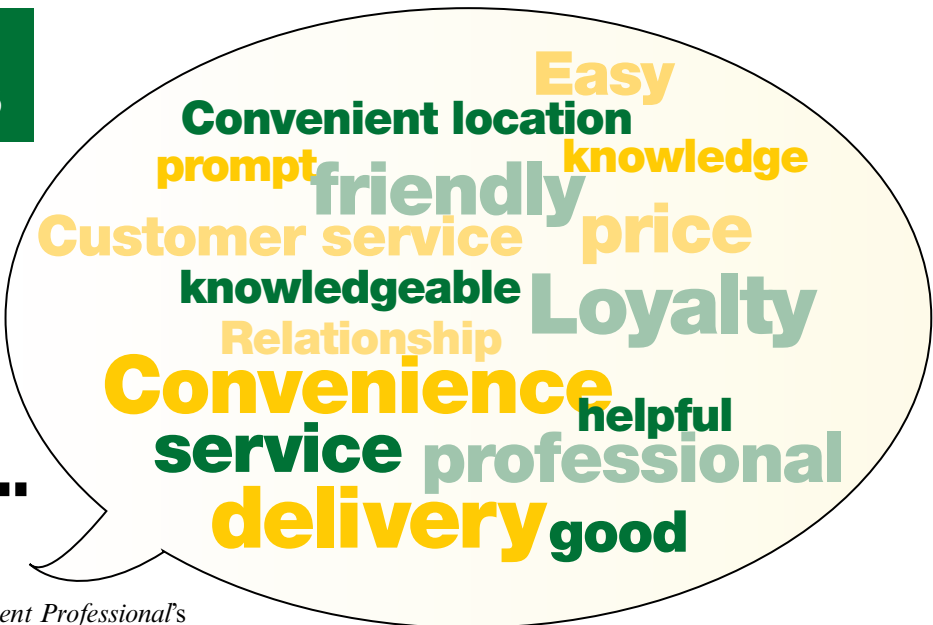 Easy
Convenient location
prompt
knowledge
friendly
price
Customer service
knowledgeable
Loyalty
Relationship
Convenience
helpful
service
professional
delivery
good
Professional's